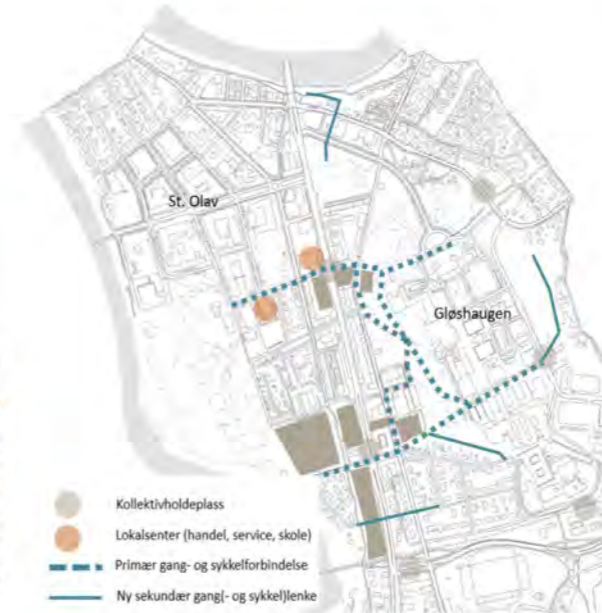 St. Olav
Gløshaugen
Kollektivholdeplass
Lokalsenter (handel, service, skole)
Primær gang- og sykkelforbindelse
Ny sekundær gang(- og sykkel)lenke